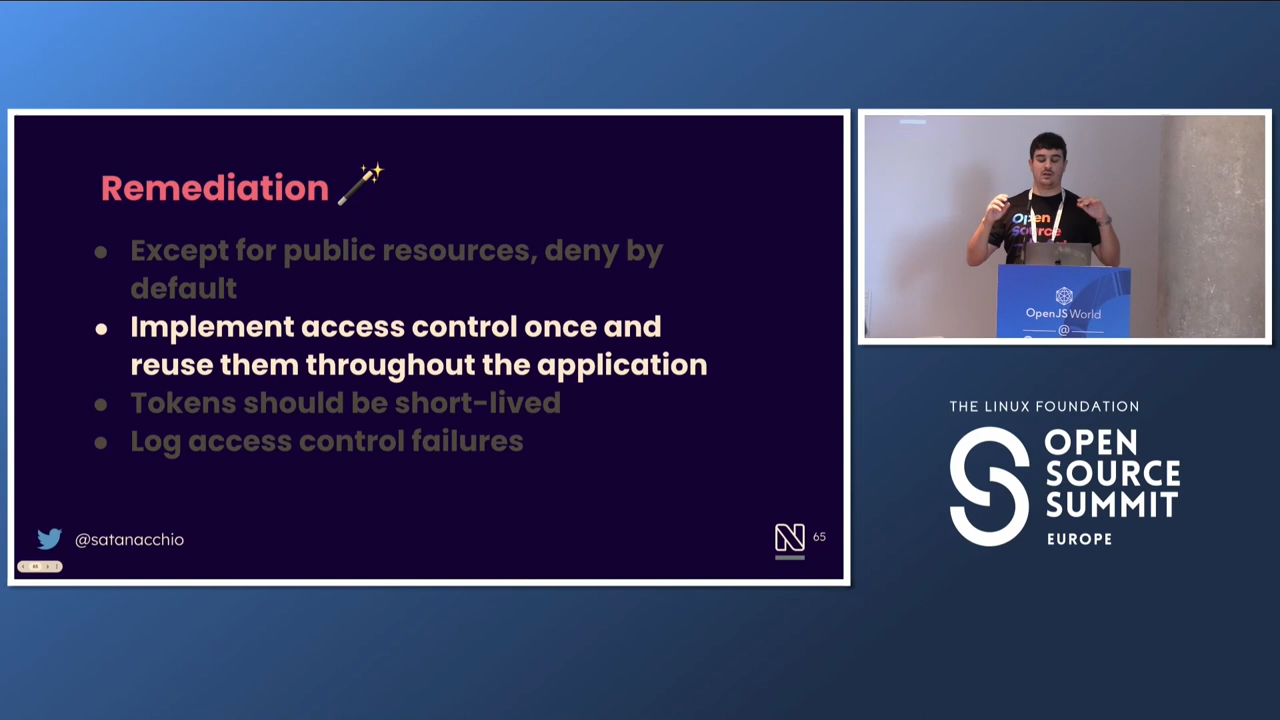 Remediation
Except for public resources, deny by
default
Implement access control once and
reuse them throughout the application
Tokens should be short-lived
Log access control failures
@satanacchio
65
Open
Source
OpenJS World
@
THE LINUX FOUNDATION
OPEN
SOURCE
SUMMIT
EUROPE